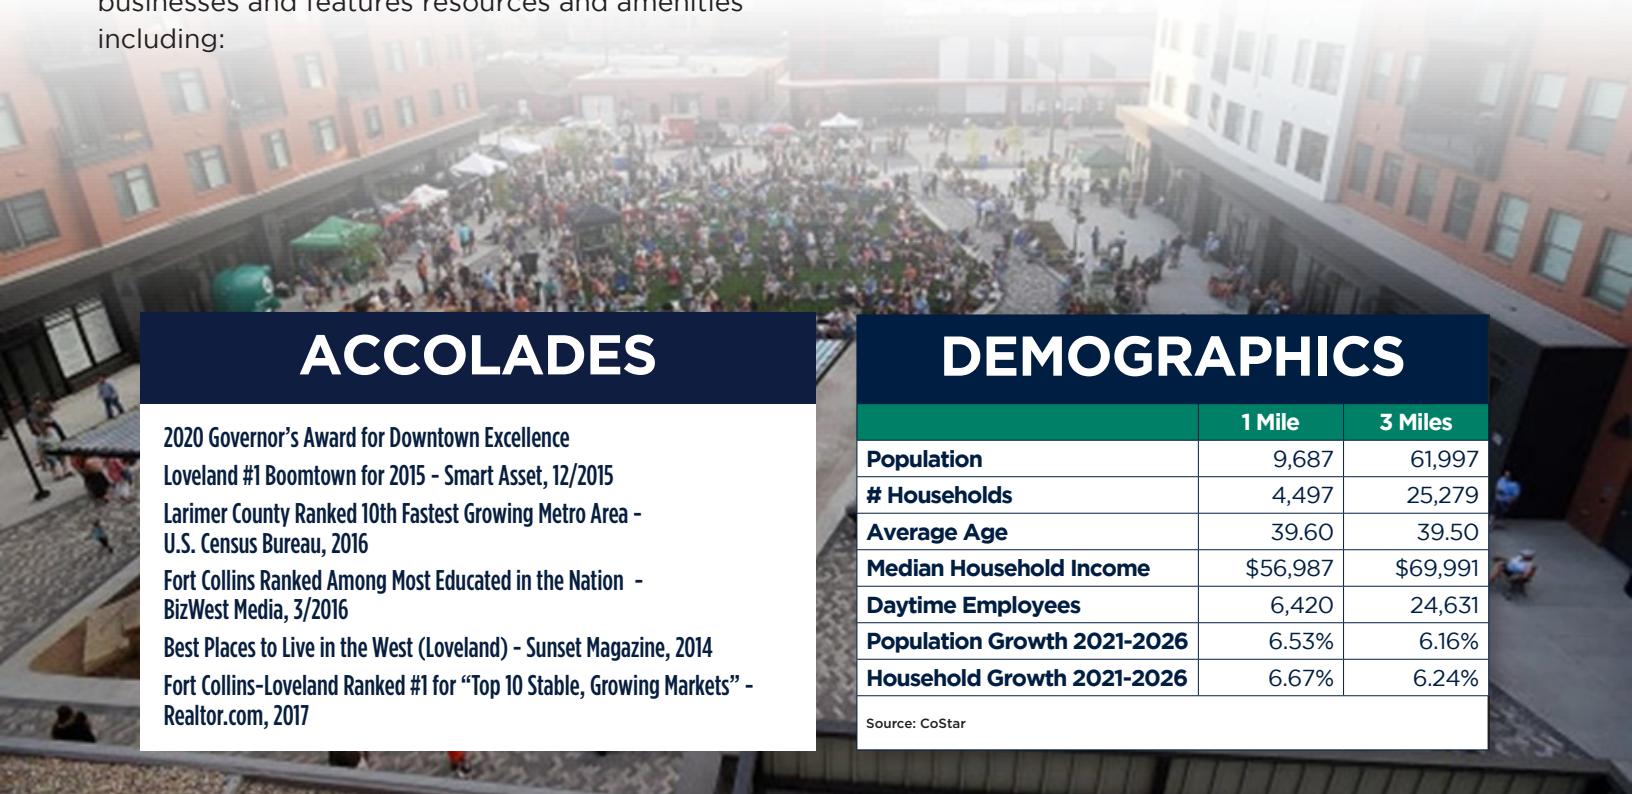 businesses and features resources and amenities
including:
ACCOLADES
2020 Governor’s Award for Downtown Excellence
Loveland #1 Boomtown for 2015 - Smart Asset, 12/2015
Larimer County Ranked 10th Fastest Growing Metro Area -
U.S. Census Bureau, 2016
Fort Collins Ranked Among Most Educated in the Nation -
BizWest Media, 3/2016
Best Places to Live in the West (Loveland) - Sunset Magazine, 2014
Fort Collins-Loveland Ranked #1 for “Top 10 Stable, Growing Markets” -
Realtor.com, 2017
DEMOGRAPHICS
1 Mile 3 Miles
Population 9,687 61,997
# Households 4,497 25,279
Average Age 39.60 39.50
Median Household Income $56,987 $69,991
Daytime Employees 6,420 24,631
Population Growth 2021-2026 6.53% 6.16%
Household Growth 2021-2026 6.67% 6.24%
Source: CoStar